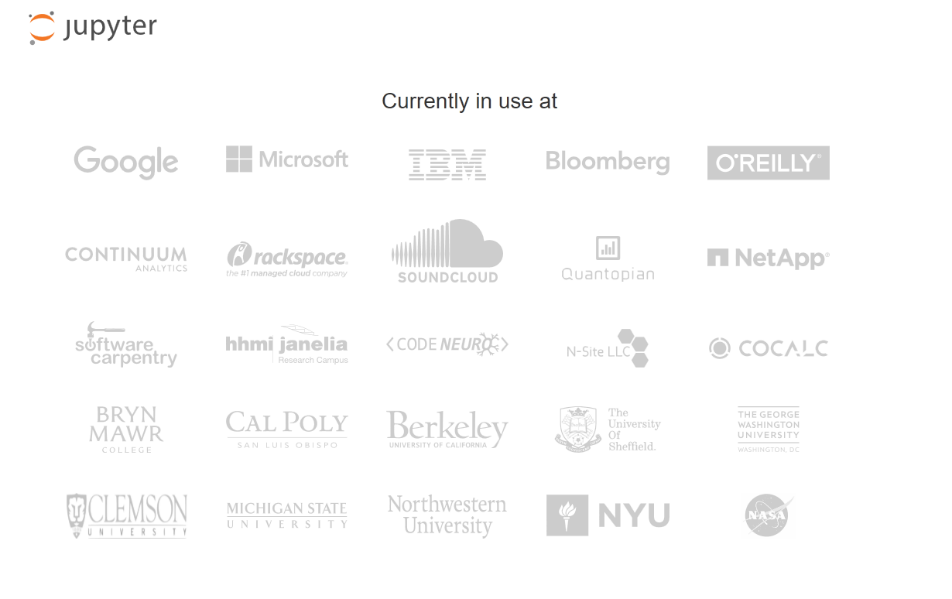 jupyter
Currently in use at
Google
Microsoft
IBM
Bloomberg
O'REILLY®
CONTINUUM
ANALYTICS
rackspace®
the #1 managed cloud company
SOUNDCLOUD
Quantopian
NetApp®
software
carpentry
hhmi janelia
Research Campus
<CODE NEURO>
N-Site LLC
COCALC
BRYN
MAWR
COLLEGE
CAL POLY
SAN LUIS OBISPO
Berkeley
UNIVERSITY OF CALIFORNIA
The
University
Of
Sheffield.
THE GEORGE
WASHINGTON
UNIVERSITY
WASHINGTON, DC
CLEMSON
UNIVERSITY
MICHIGAN STATE
UNIVERSITY
Northwestern
University
NYU
NASA